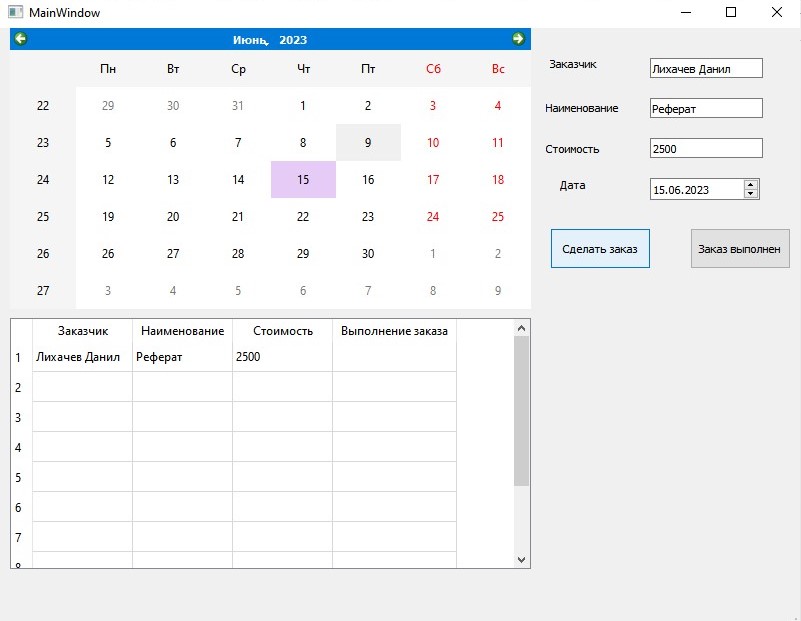 MainWindow
Июнь, 2023
Пн Вт Ср Чт Пт Сб Вс
22 29 30 31 1 2 3 4
23 5 6 7 8 9 10 11
24 12 13 14 15 16 17 18
25 19 20 21 22 23 24 25
26 26 27 28 29 30 1 2
27 3 4 5 6 7 8 9
Заказчик Лихачев Данил
Наименование Реферат
Стоимость 2500
Дата 15.06.2023
Сделать заказ Заказ выполнен
Заказчик Наименование Стоимость Выполнение заказа
1 Лихачев Данил Реферат 2500
2
3
4
5
6
7
8